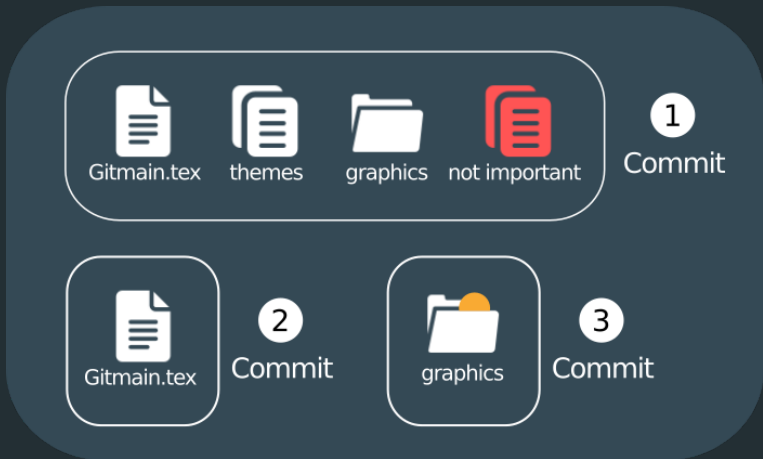 Gitmain.tex themes graphics not important
1
Commit
Gitmain.tex
2
Commit
graphics
3
Commit